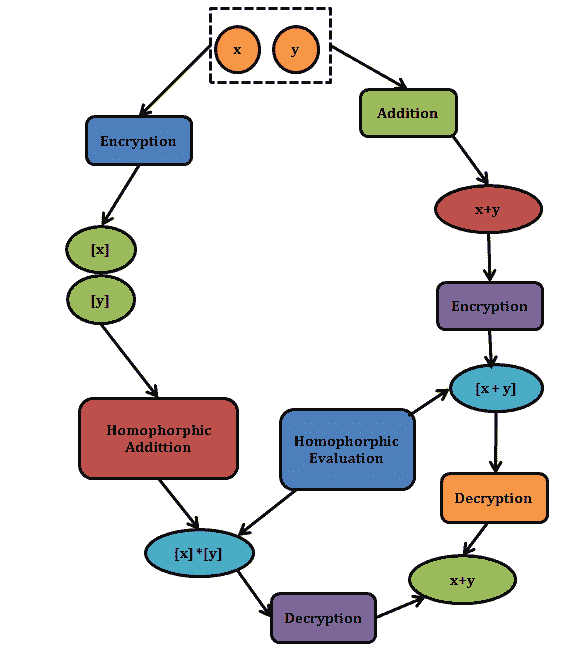 x
y
Encryption
Addition
x+y
[x]
[y]
Encryption
[x + y]
Homophorphic
Addittion
Homophorphic
Evaluation
Decryption
[x] *[y]
x+y
Decryption